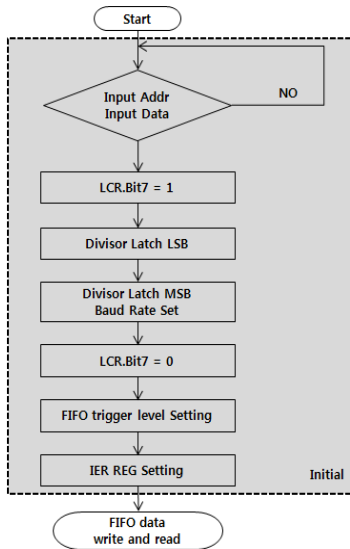 Start
Input Addr
Input Data
NO
LCR.Bit7 = 1
Divisor Latch LSB
Divisor Latch MSB
Baud Rate Set
LCR.Bit7 = 0
FIFO trigger level Setting
IER REG Setting
Initial
FIFO data
write and read